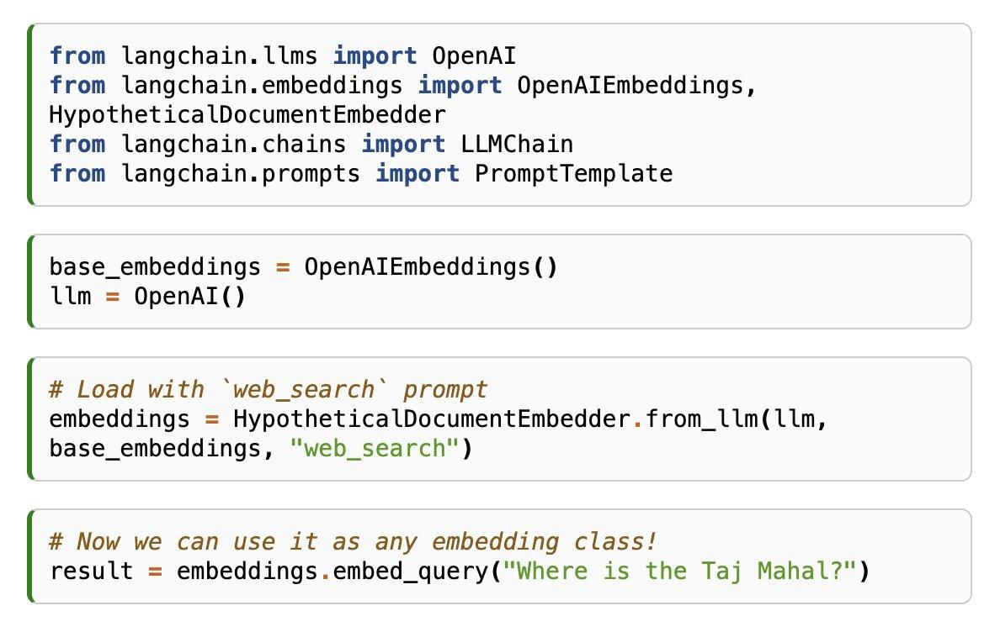 from langchain.llms import OpenAI
from langchain.embeddings import OpenAIEmbeddings,
HypotheticalDocumentEmbedder
from langchain.chains import LLMChain
from langchain.prompts import PromptTemplate
base_embeddings = OpenAIEmbeddings()
llm = OpenAI()
# Load with `web_search` prompt
embeddings = HypotheticalDocumentEmbedder.from_llm(llm,
base_embeddings, "web_search")
# Now we can use it as any embedding class!
result = embeddings.embed_query("Where is the Taj Mahal?")